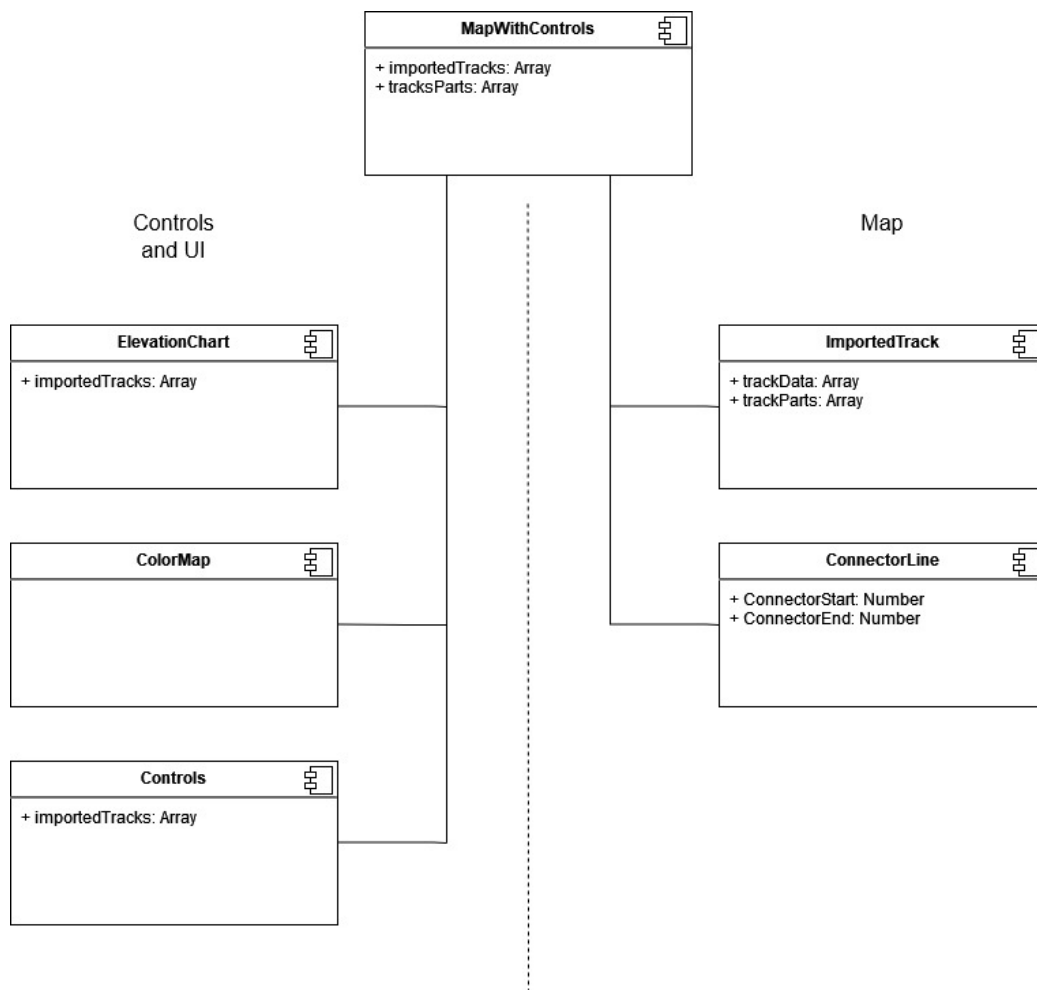 MapWithControls
+ importedTracks: Array
+ tracksParts: Array
Controls
and UI
Map
ElevationChart
+ importedTracks: Array
ImportedTrack
+ trackData: Array
+ trackParts: Array
ColorMap
ConnectorLine
+ ConnectorStart: Number
+ ConnectorEnd: Number
Controls
+ importedTracks: Array